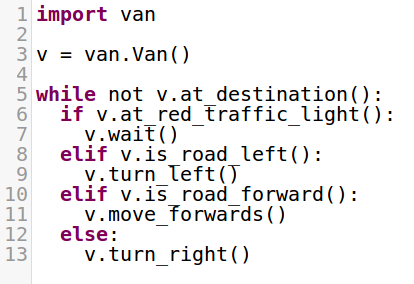 1 import van
2
3 v = van.Van()
4
5 while not v.at_destination():
6   if v.at_red_traffic_light():
7     v.wait()
8   elif v.is_road_left():
9     v.turn_left()
10   elif v.is_road_forward():
11     v.move_forwards()
12   else:
13     v.turn_right()